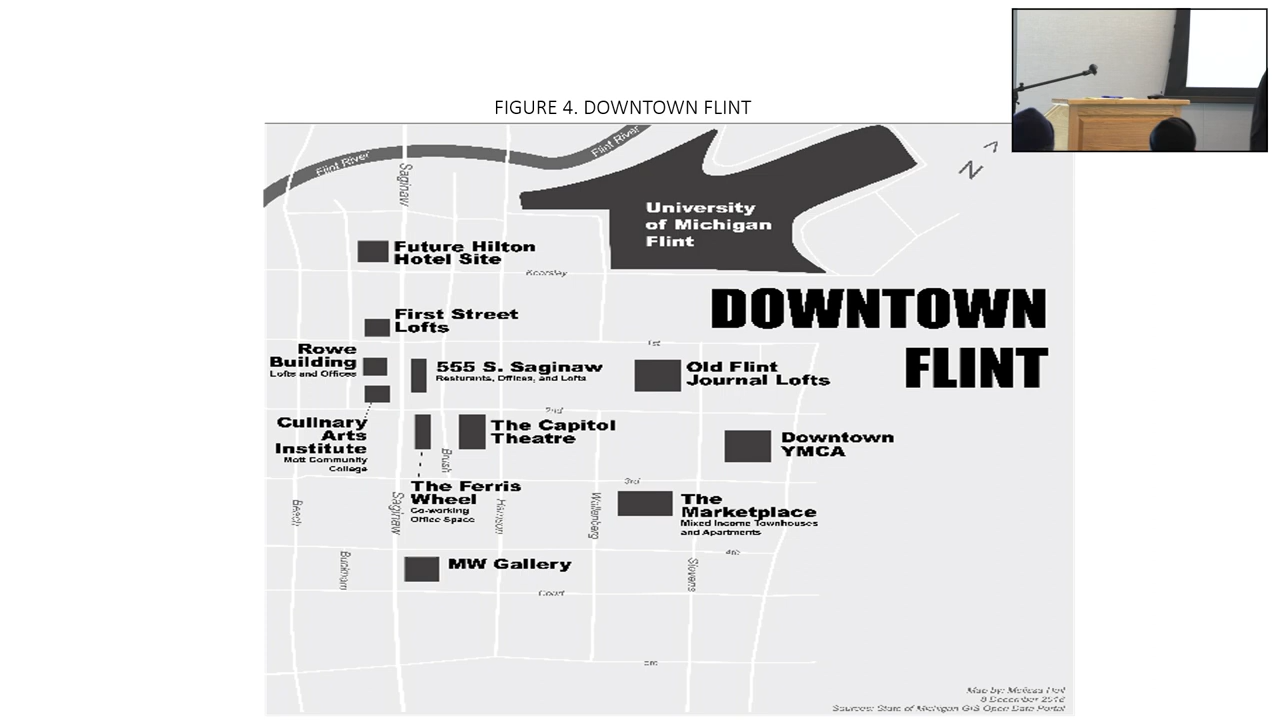 FIGURE 4. DOWNTOWN FLINT
Flint River
Flint River
Saginaw
N
University
of Michigan
Flint
Future Hilton
Hotel Site
Kearsley
DOWNTOWN
FLINT
First Street
Lofts
1st
Rowe
Building
Lofts and Offices
555 S. Saginaw
Resturants, Offices, and Lofts
Old Flint
Journal Lofts
2nd
Culinary
Arts
Institute
Mott Community
College
The Capitol
Theatre
Downtown
YMCA
Brush
3rd
The Ferris
Wheel
Co-working
Office Space
The
Marketplace
Mixed Income Townhouses
and Apartments
Beach
Saginaw
Harrison
Wallenberg
4th
MW Gallery
Buckham
Stevens
Court
Map by:
Sources: State of Michigan GIS Open Data Portal